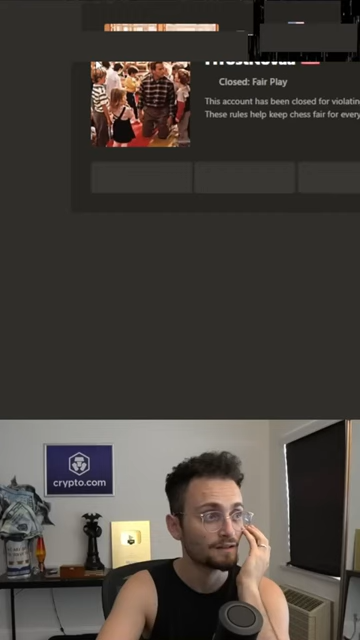 Closed: Fair Play
This account has been closed for violatin
These rules help keep chess fair for every
crypto.com